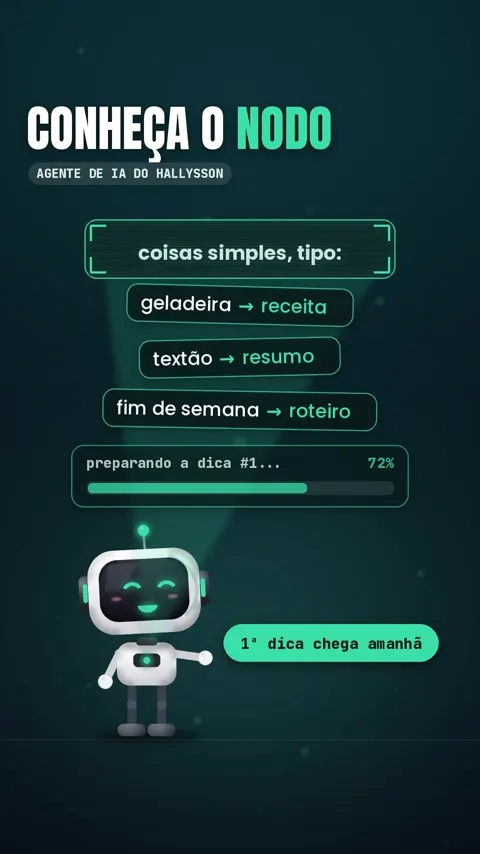 CONHEÇA O NODO
AGENTE DE IA DO HALLYSSON
coisas simples, tipo:
geladeira → receita
textão → resumo
fim de semana → roteiro
preparando a dica #1... 72%
1ª dica chega amanhã